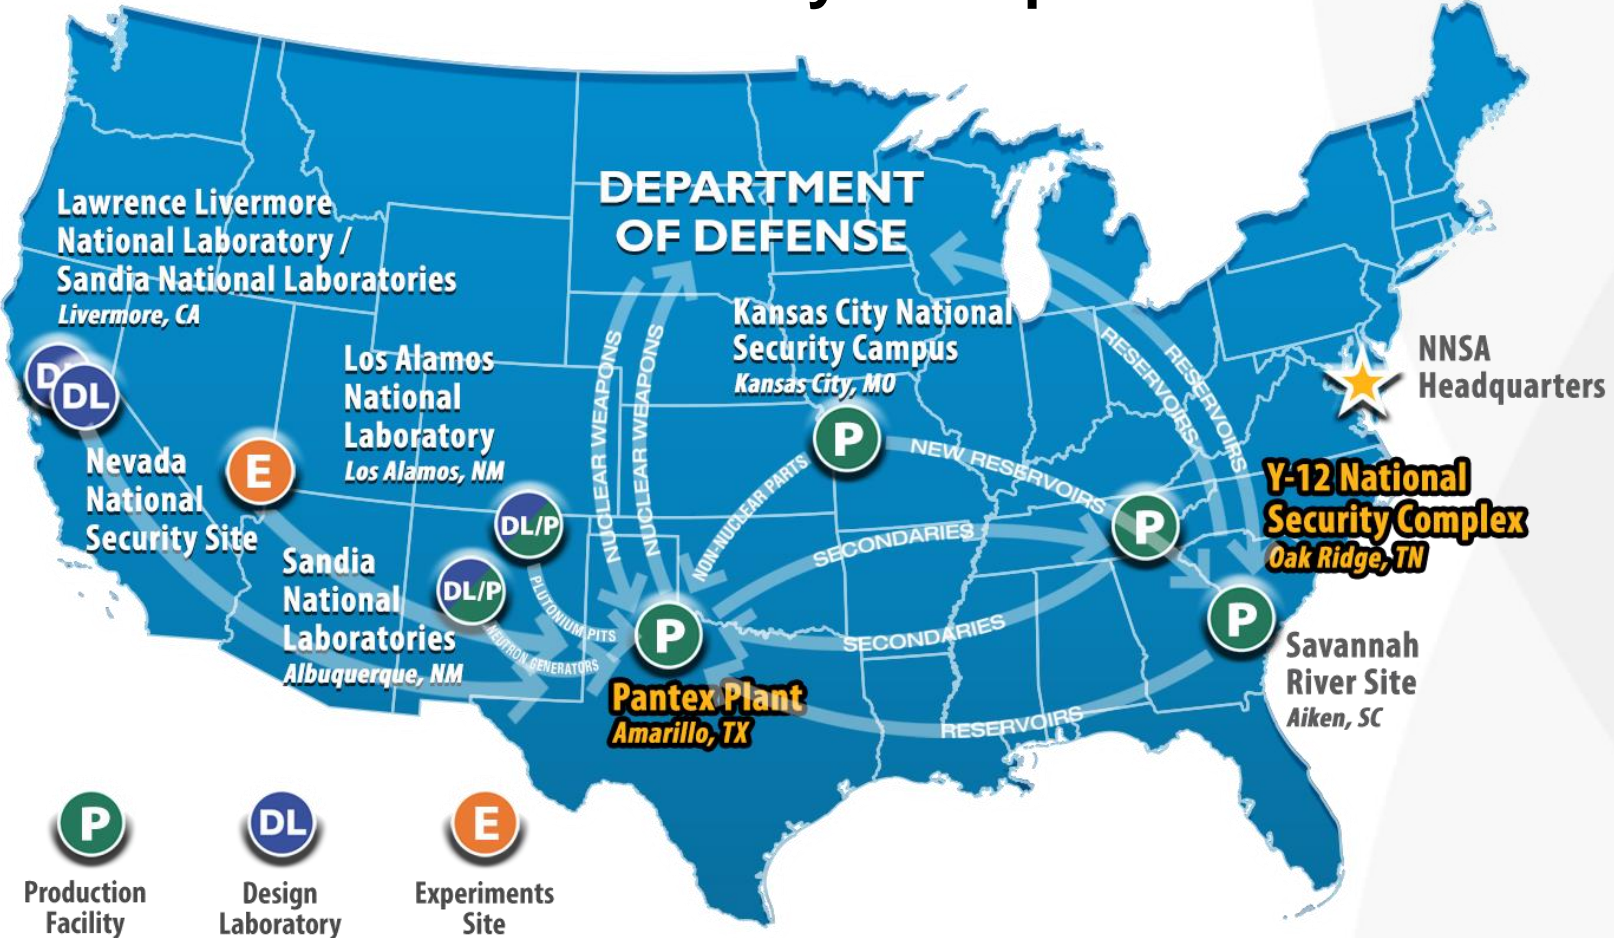 DEPARTMENT
OF DEFENSE
Lawrence Livermore
National Laboratory /
Sandia National Laboratories
Livermore, CA
DL
DL
Nevada
National
Security Site
E
Los Alamos
National
Laboratory
Los Alamos, NM
DL/P
Sandia
National
Laboratories
Albuquerque, NM
DL/P
Kansas City National
Security Campus
Kansas City, MO
P
NUCLEAR WEAPONS
NUCLEAR WEAPONS
NON-NUCLEAR PARTS
NEW RESERVOIRS
RESERVOIRS
RESERVOIRS
SECONDARIES
SECONDARIES
RESERVOIRS
PLUTONIUM PITS
NEUTRON GENERATORS
P
Pantex Plant
Amarillo, TX
NNSA
Headquarters
P
Y-12 National
Security Complex
Oak Ridge, TN
P
Savannah
River Site
Aiken, SC
P
Production
Facility
DL
Design
Laboratory
E
Experiments
Site